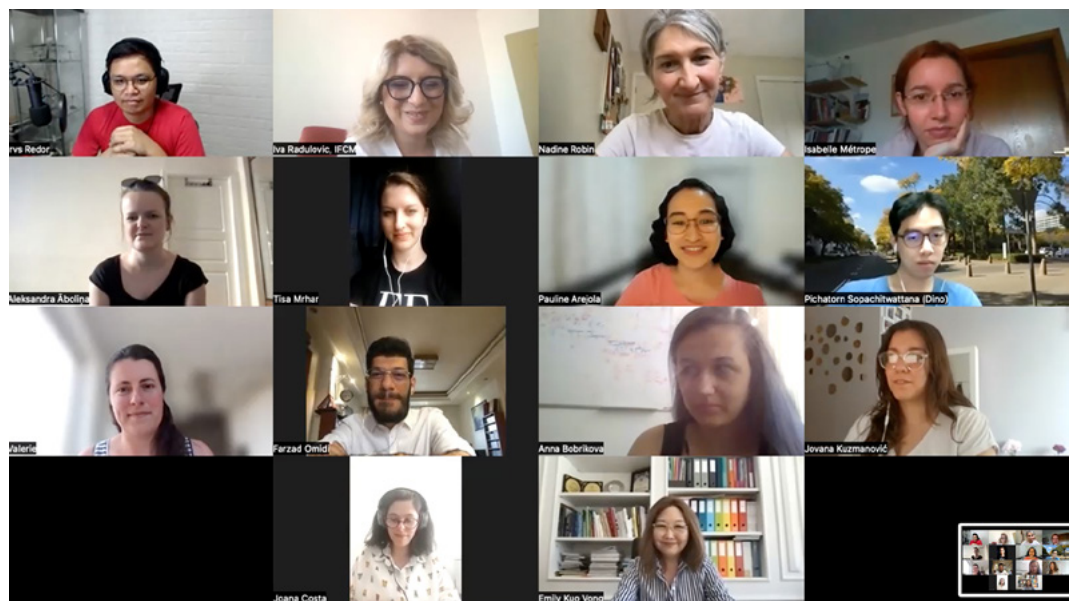 rvs Redor
Iva Radulovic, IFCM
Nadine Robin
Isabelle Métrope
Aleksandra Āboliņa
Tisa Mrhar
Pauline Arejola
Pichatorn Sopachitwattana (Dino)
Valerie
Farzad Omidi
Anna Bobrikova
Jovana Kuzmanović
Joana Costa
Emily Kuo Vong